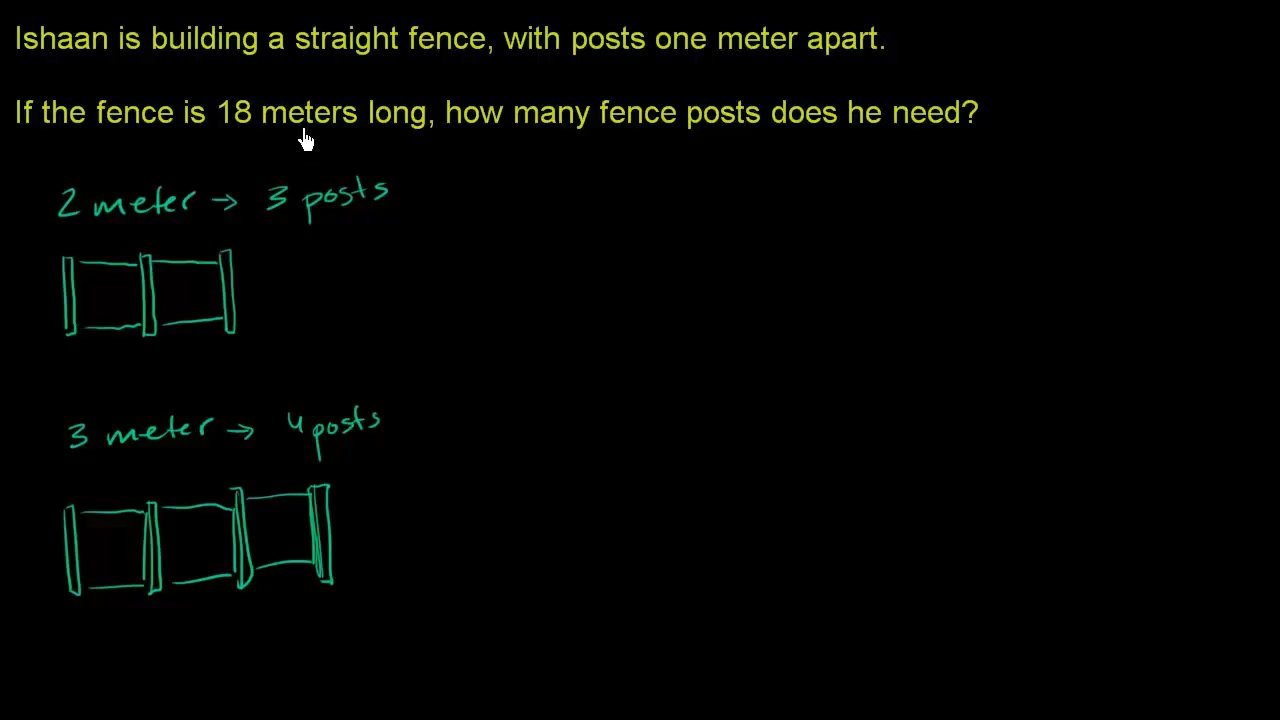 Ishaan is building a straight fence, with posts one meter apart.
If the fence is 18 meters long, how many fence posts does he need?
2 meter → 3 posts
3 meter → 4 posts